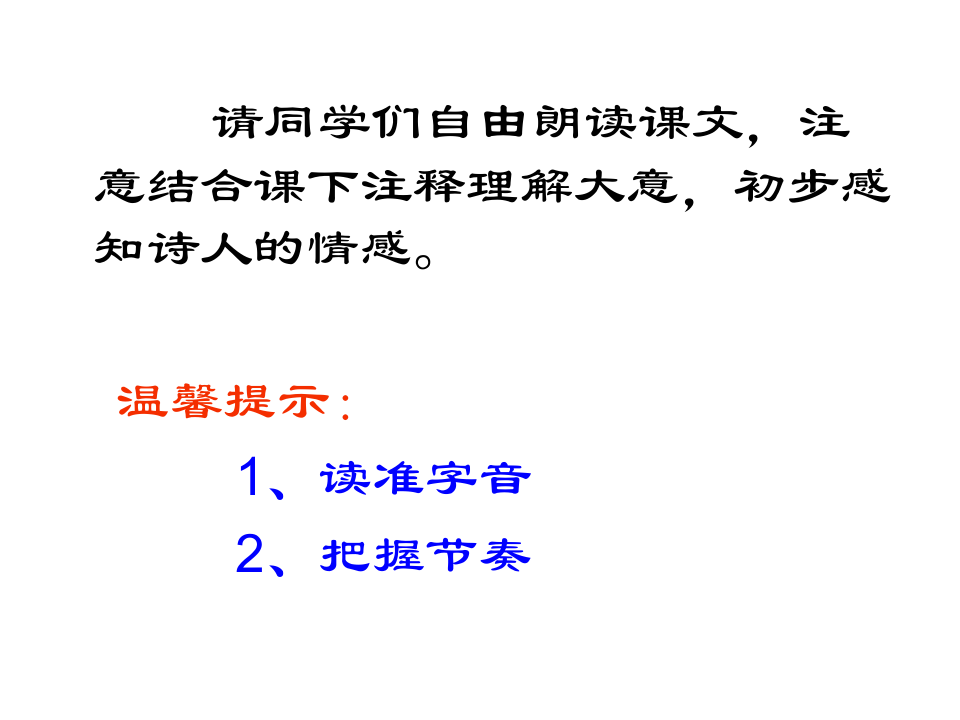 请同学们自由朗读课文，注
意结合课下注释理解大意，初步感
知诗人的情感。
温馨提示：
1、读准字音
2、把握节奏